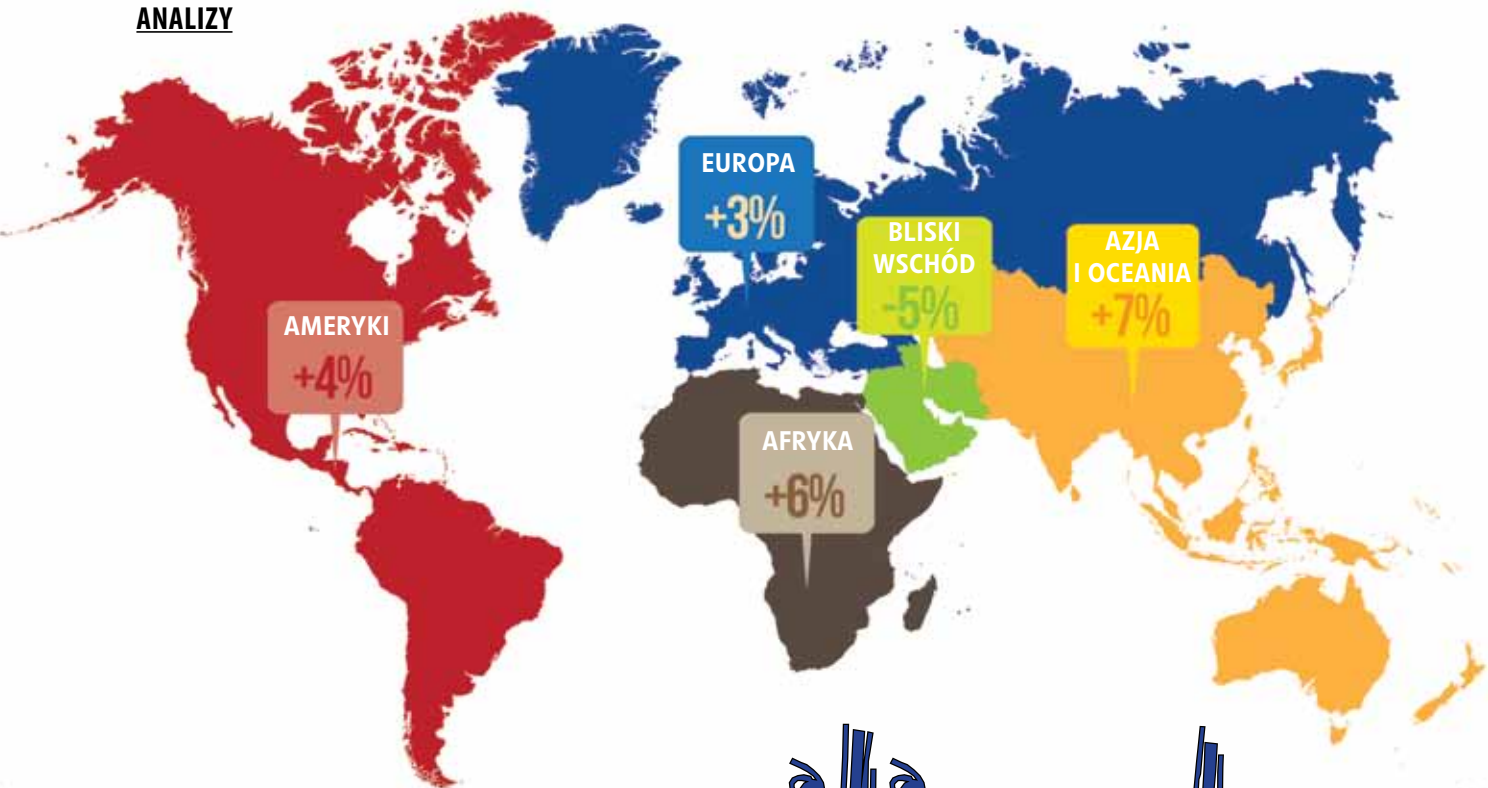 ANALIZY
EUROPA
+3%
BLISKI
WSCHÓD
-5%
AZJA
I OCEANIA
+7%
AMERYKI
+4%
AFRYKA
+6%